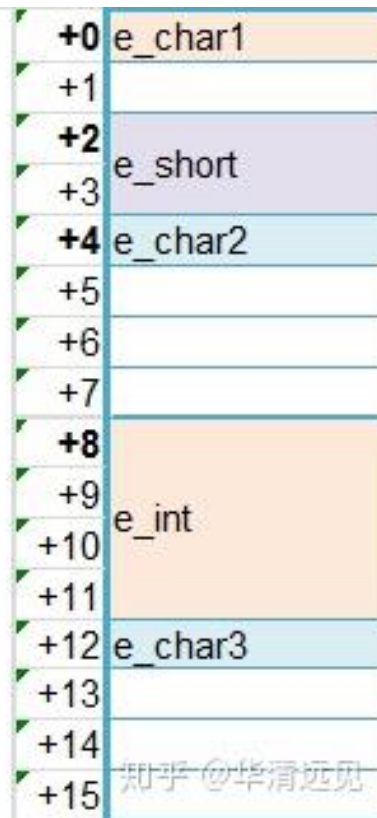 +0 e_char1
+1
+2
e_short
+3
+4 e_char2
+5
+6
+7
+8
+9
e_int
+10
+11
+12 e_char3
+13
+14
知乎 @华清远见
+15